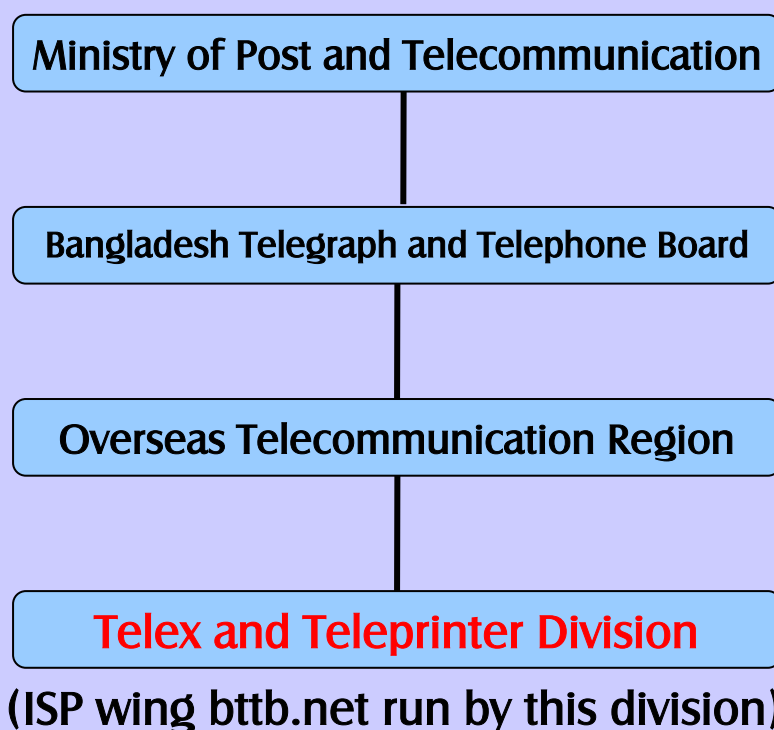 Ministry of Post and Telecommunication
Bangladesh Telegraph and Telephone Board
Overseas Telecommunication Region
Telex and Teleprinter Division
(ISP wing bttb.net run by this division)